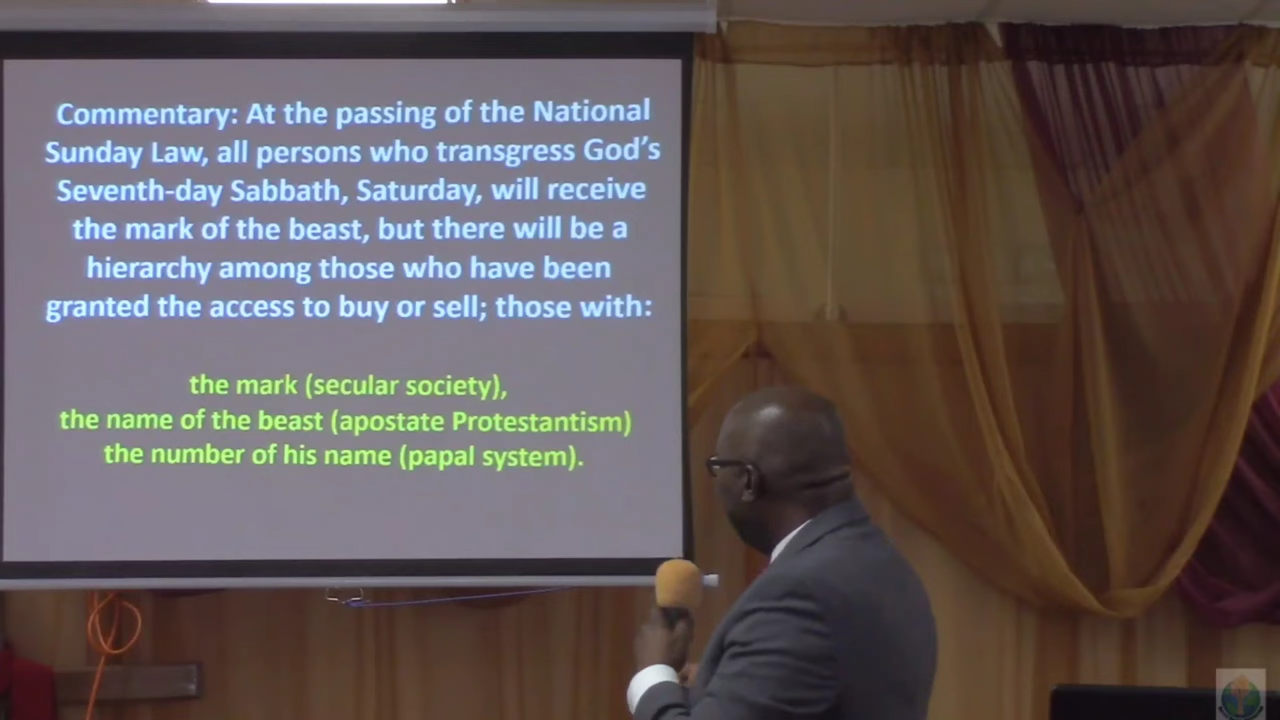 Commentary: At the passing of the National
Sunday Law, all persons who transgress God's
Seventh-day Sabbath, Saturday, will receive
the mark of the beast, but there will be a
hierarchy among those who have been
granted the access to buy or sell; those with:
the mark (secular society),
the name of the beast (apostate Protestantism)
the number of his name (papal system).